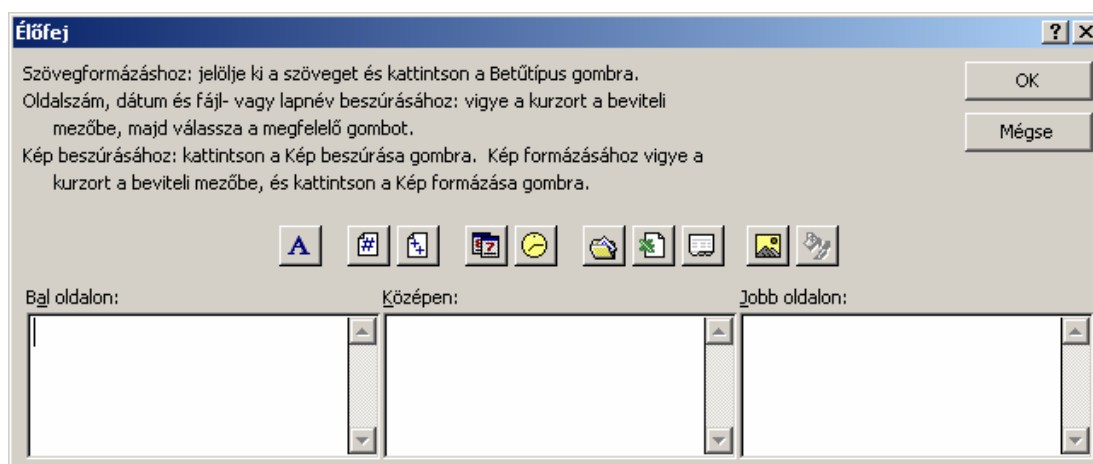 Élőfej
Szövegformázáshoz: jelölje ki a szöveget és kattintson a Betűtípus gombra.
Oldalszám, dátum és fájl- vagy lapnév beszúrásához: vigye a kurzort a beviteli
mezőbe, majd válassza a megfelelő gombot.
Kép beszúrásához: kattintson a Kép beszúrása gombra. Kép formázásához vigye a
kurzort a beviteli mezőbe, és kattintson a Kép formázása gombra.
OK
Mégse
Bal oldalon:
Középen:
Jobb oldalon: